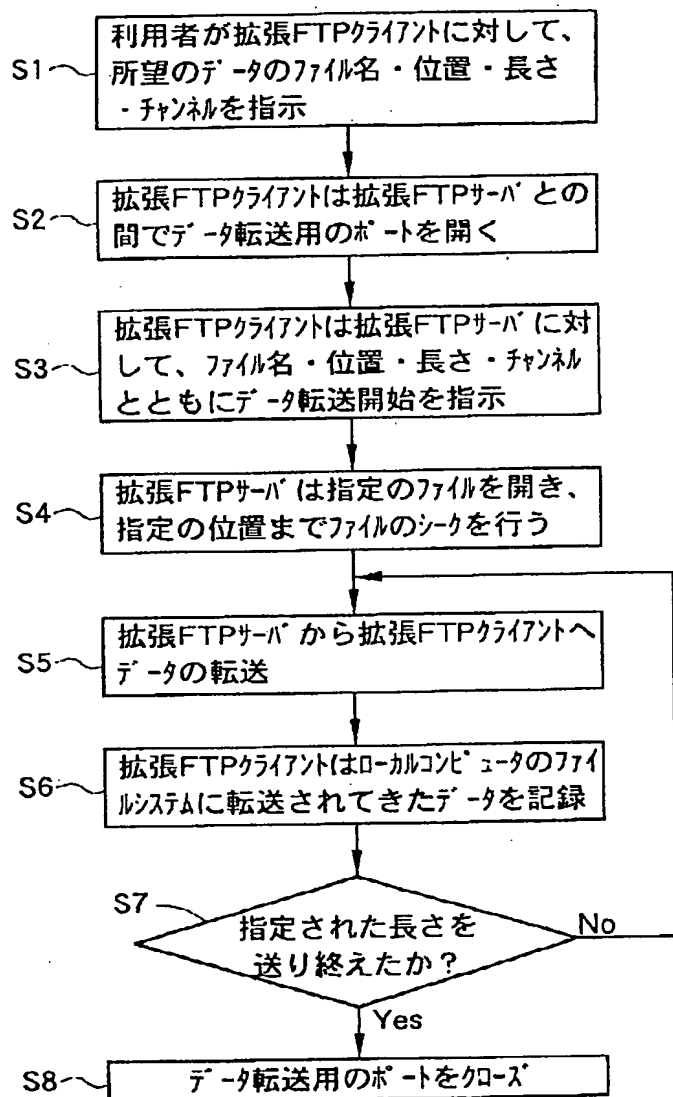 S1
利用者が拡張FTPｸﾗｲｱﾝﾄに対して、
所望のﾃﾞｰﾀのﾌｧｲﾙ名・位置・長さ
・ﾁｬﾝﾈﾙを指示
S2
拡張FTPｸﾗｲｱﾝﾄは拡張FTPｻｰﾊﾞとの
間でﾃﾞｰﾀ転送用のﾎﾟｰﾄを開く
S3
拡張FTPｸﾗｲｱﾝﾄは拡張FTPｻｰﾊﾞに対
して、ﾌｧｲﾙ名・位置・長さ・ﾁｬﾝﾈﾙ
とともにﾃﾞｰﾀ転送開始を指示
S4
拡張FTPｻｰﾊﾞは指定のﾌｧｲﾙを開き、
指定の位置までﾌｧｲﾙのｼｰｸを行う
S5
拡張FTPｻｰﾊﾞから拡張FTPｸﾗｲｱﾝﾄへ
ﾃﾞｰﾀの転送
S6
拡張FTPｸﾗｲｱﾝﾄはﾛｰｶﾙｺﾝﾋﾟｭｰﾀのﾌｧｲ
ﾙｼｽﾃﾑに転送されてきたﾃﾞｰﾀを記録
S7
指定された長さを
送り終えたか？
No
Yes
S8
ﾃﾞｰﾀ転送用のﾎﾟｰﾄをｸﾛｰｽﾞ